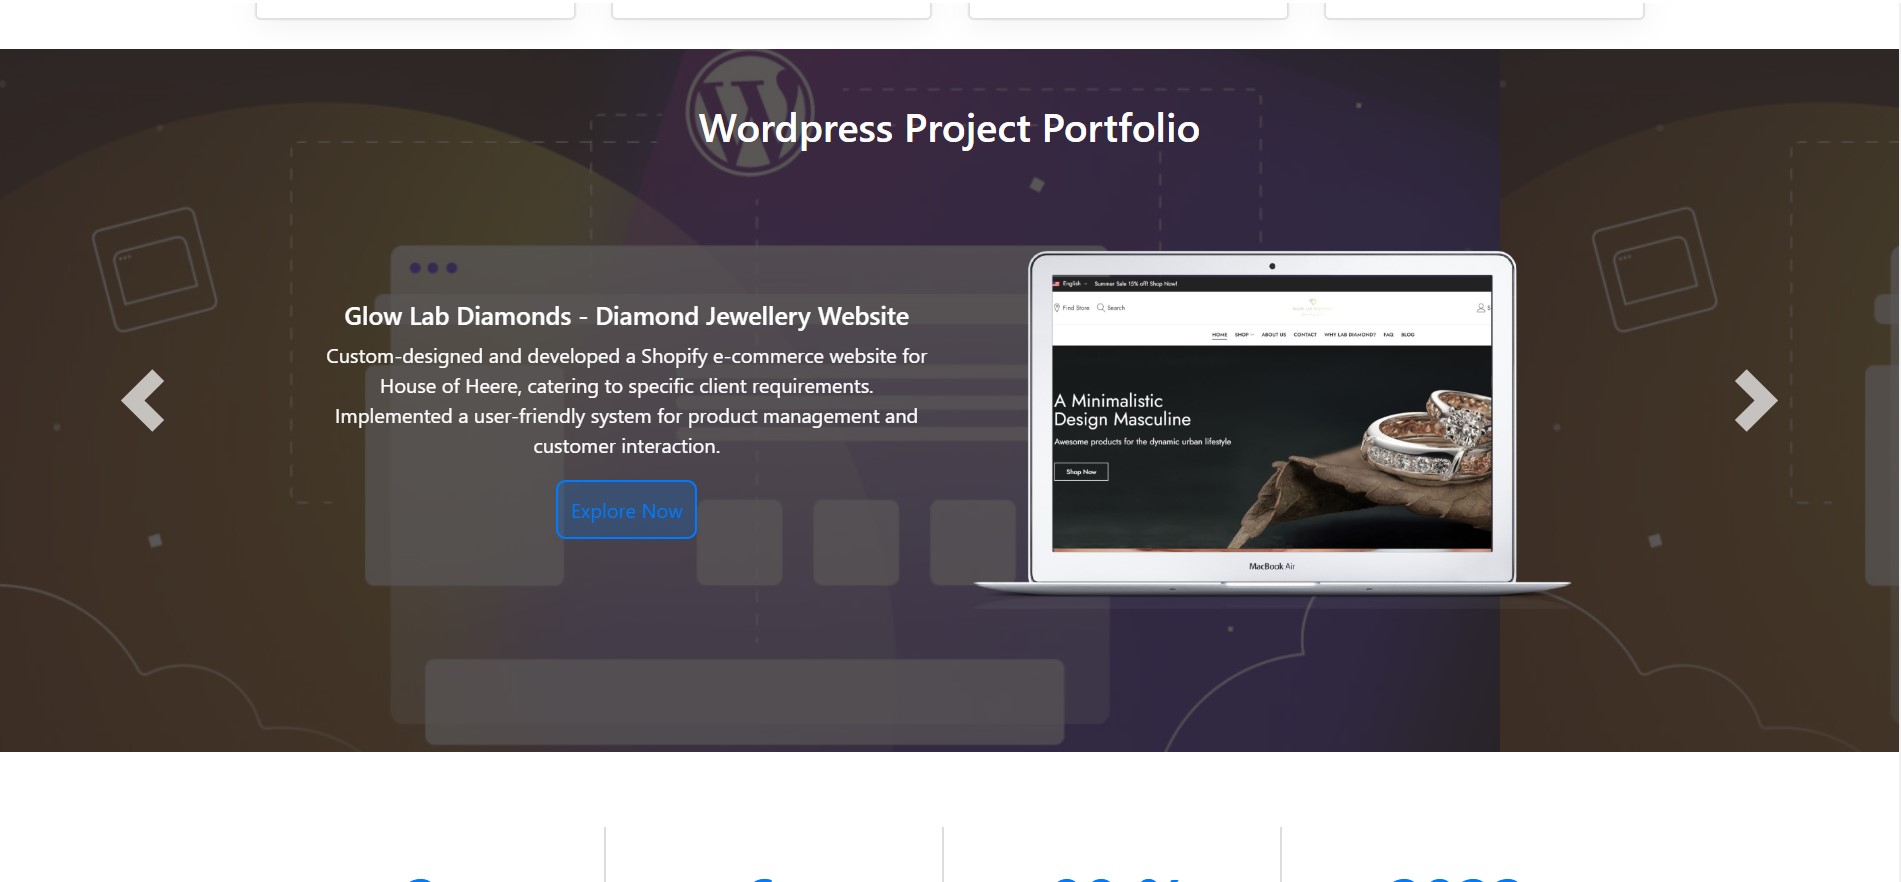 Wordpress Project Portfolio
Glow Lab Diamonds - Diamond Jewellery Website
Custom-designed and developed a Shopify e-commerce website for
House of Heere, catering to specific client requirements.
Implemented a user-friendly system for product management and
customer interaction.
Explore Now
English
Summer Sale 15% off! Shop Now!
Find Store
Search
S
HOME SHOP ABOUT US CONTACT WHY LAB DIAMOND? FAQ BLOG
A Minimalistic
Design Masculine
Awesome products for the dynamic urban lifestyle
Shop Now
MacBook Air